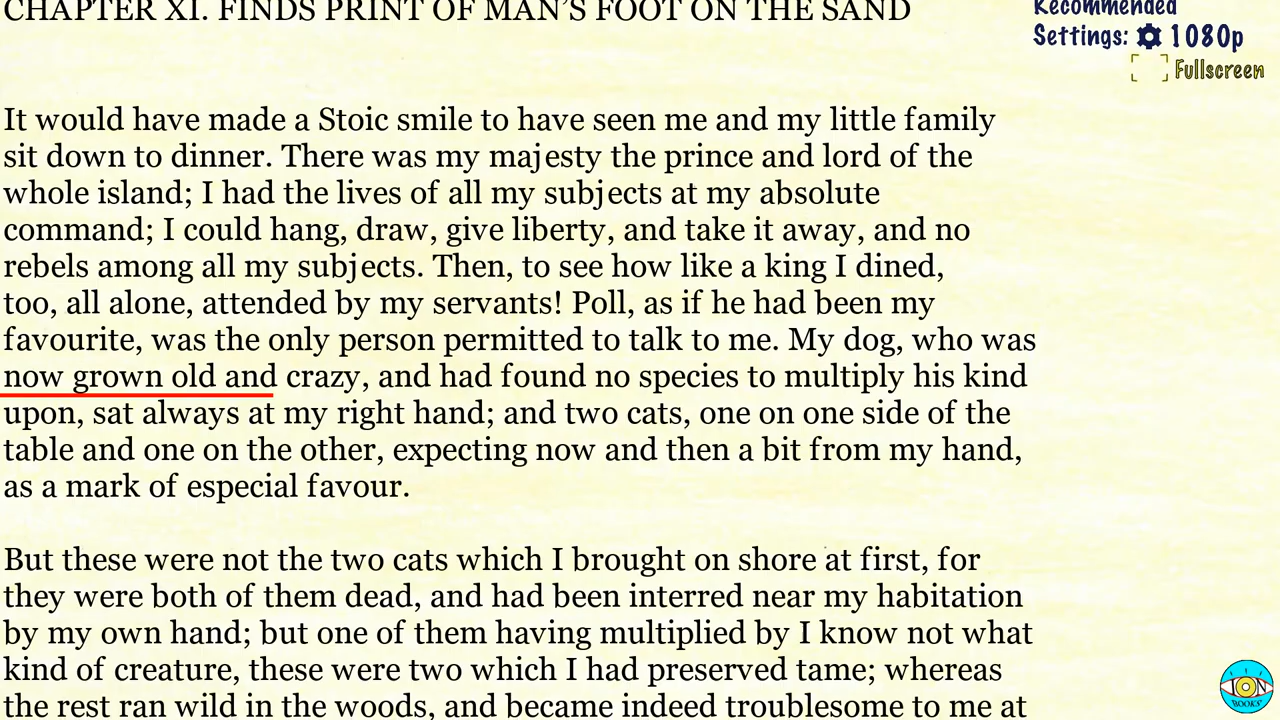 CHAPTER XI. FINDS PRINT OF MAN’S FOOT ON THE SAND
Recommended
Settings: 1080p
Fullscreen
It would have made a Stoic smile to have seen me and my little family
sit down to dinner. There was my majesty the prince and lord of the
whole island; I had the lives of all my subjects at my absolute
command; I could hang, draw, give liberty, and take it away, and no
rebels among all my subjects. Then, to see how like a king I dined,
too, all alone, attended by my servants! Poll, as if he had been my
favourite, was the only person permitted to talk to me. My dog, who was
now grown old and crazy, and had found no species to multiply his kind
upon, sat always at my right hand; and two cats, one on one side of the
table and one on the other, expecting now and then a bit from my hand,
as a mark of especial favour.
But these were not the two cats which I brought on shore at first, for
they were both of them dead, and had been interred near my habitation
by my own hand; but one of them having multiplied by I know not what
kind of creature, these were two which I had preserved tame; whereas
the rest ran wild in the woods, and became indeed troublesome to me at
ION
BOOKS